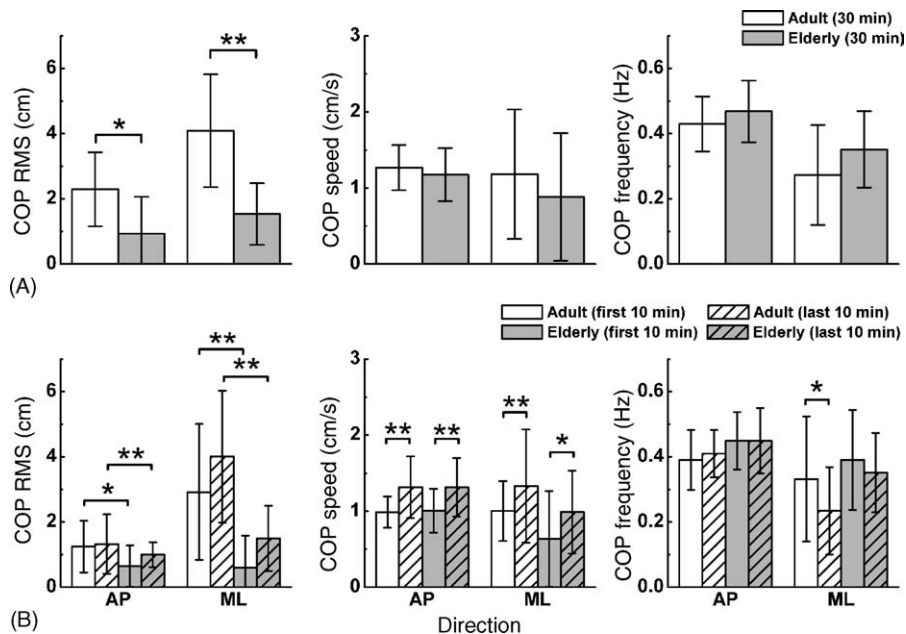 Adult (30 min)
Elderly (30 min)
COP RMS (cm)
6
4
2
0
*
**
COP speed (cm/s)
2
1
0
COP frequency (Hz)
0.6
0.4
0.2
0.0
(A)
Adult (first 10 min)
Adult (last 10 min)
Elderly (first 10 min)
Elderly (last 10 min)
COP RMS (cm)
6
4
2
0
*
**
**
**
AP
ML
COP speed (cm/s)
3
2
1
0
**
**
**
*
AP
ML
COP frequency (Hz)
0.6
0.4
0.2
0.0
*
AP
ML
(B)
Direction